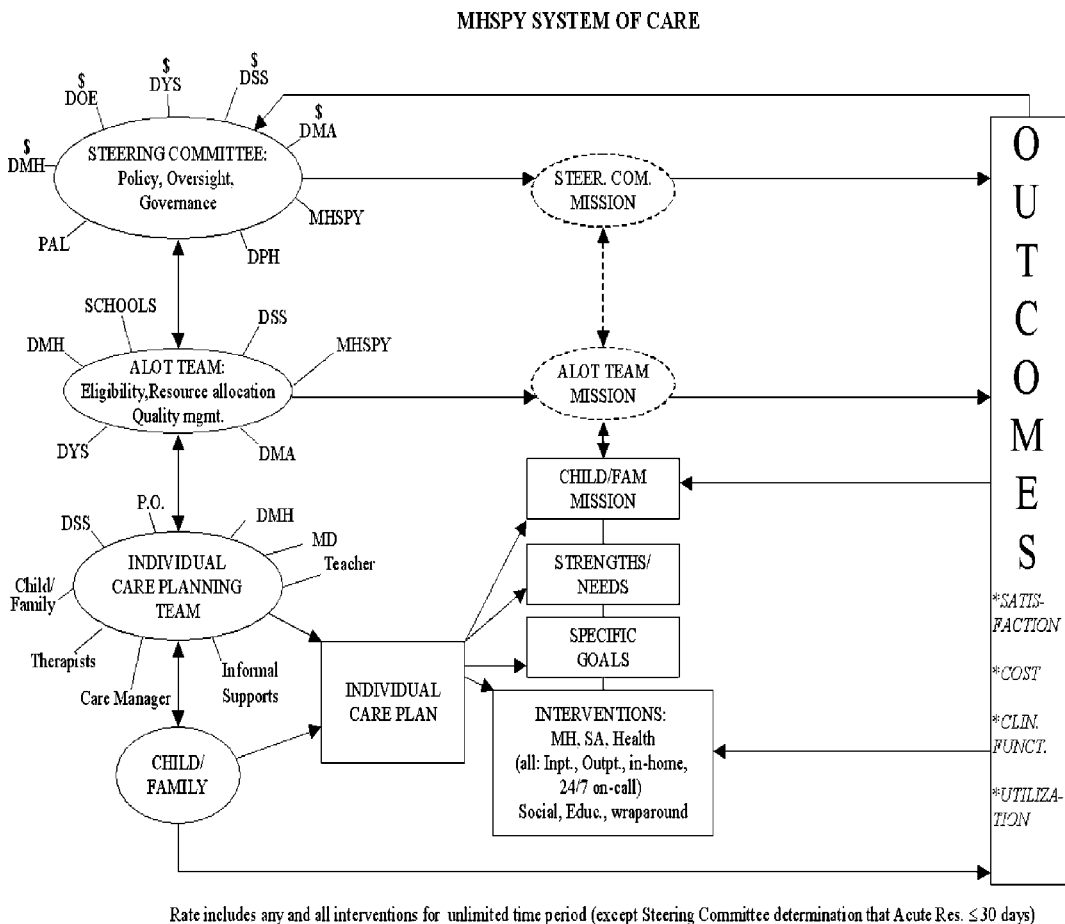 MHSPY SYSTEM OF CARE
$
DMH
$
DOE
$
DYS
$
DSS
$
DMA
STEERING COMMITTEE:
Policy, Oversight,
Governance
MHSPY
DPH
PAL
STEER. COM.
MISSION
SCHOOLS
DMH
DSS
MHSPY
ALOT TEAM:
Eligibility,Resource allocation
Quality mgmt.
DYS
DMA
ALOT TEAM
MISSION
P.O.
DSS
DMH
MD
Teacher
INDIVIDUAL
CARE PLANNING
TEAM
Child/
Family
Therapists
Care Manager
Informal
Supports
CHILD/
FAMILY
INDIVIDUAL
CARE PLAN
CHILD/FAM
MISSION
STRENGTHS/
NEEDS
SPECIFIC
GOALS
INTERVENTIONS:
MH, SA, Health
(all: Inpt., Outpt., in-home,
24/7 on-call)
Social, Educ., wraparound
O
U
T
C
O
M
E
S
*SATIS-
FACTION
*COST
*CLIN.
FUNCT.
*UTILIZA-
TION
Rate includes any and all interventions for unlimited time period (except Steering Committee determination that Acute Res. ≤ 30 days)